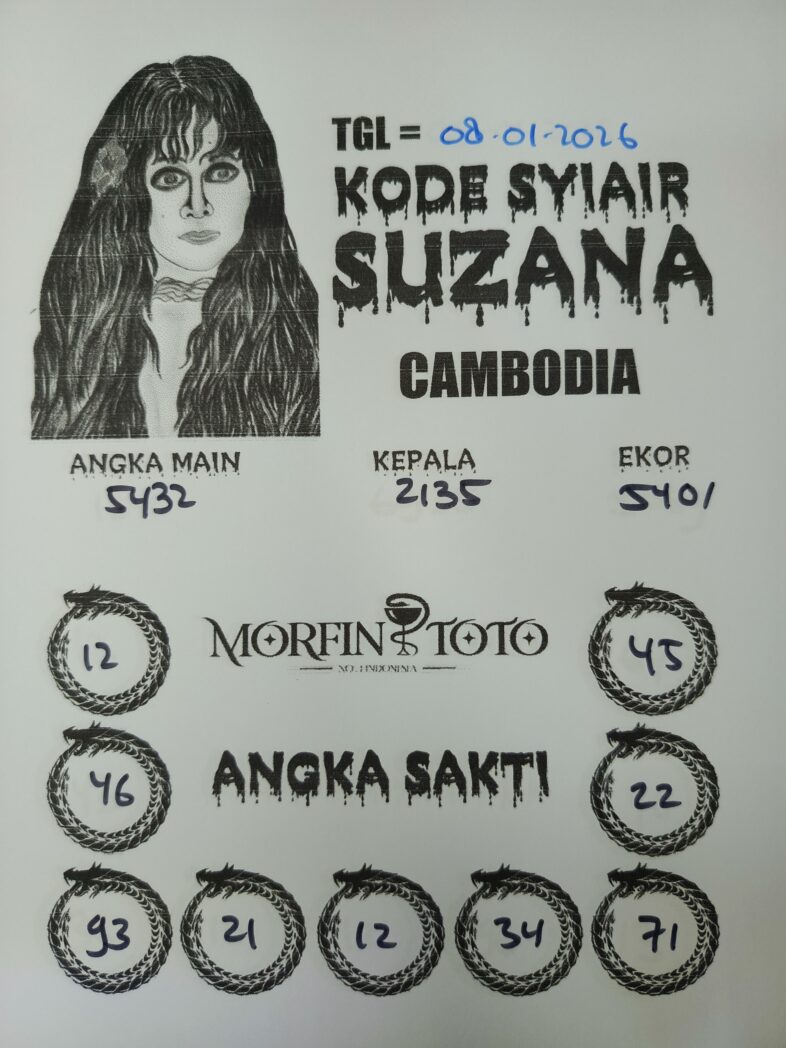 TGL = 08-01-2026
KODE SYIAIR
SUZANA
CAMBODIA
ANGKA MAIN KEPALA EKOR
5432 2135 5401
12 MORFIN TOTO 45
46 ANGKA SAKTI 22
93 21 12 34 71